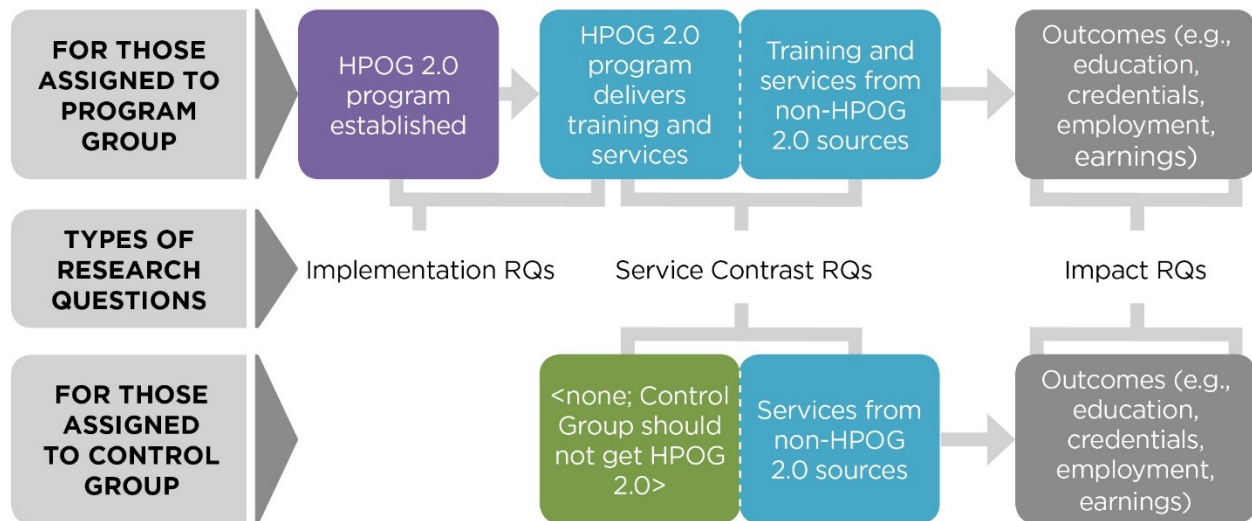 FOR THOSE
ASSIGNED TO
PROGRAM
GROUP
HPOG 2.0
program
established
HPOG 2.0
program
delivers
training and
services
Training and
services from
non-HPOG
2.0 sources
Outcomes (e.g.,
education,
credentials,
employment,
earnings)
TYPES OF
RESEARCH
QUESTIONS
Implementation RQs
Service Contrast RQs
Impact RQs
FOR THOSE
ASSIGNED
TO CONTROL
GROUP
<none; Control
Group should
not get HPOG
2.0>
Services from
non-HPOG
2.0 sources
Outcomes (e.g.,
education,
credentials,
employment,
earnings)